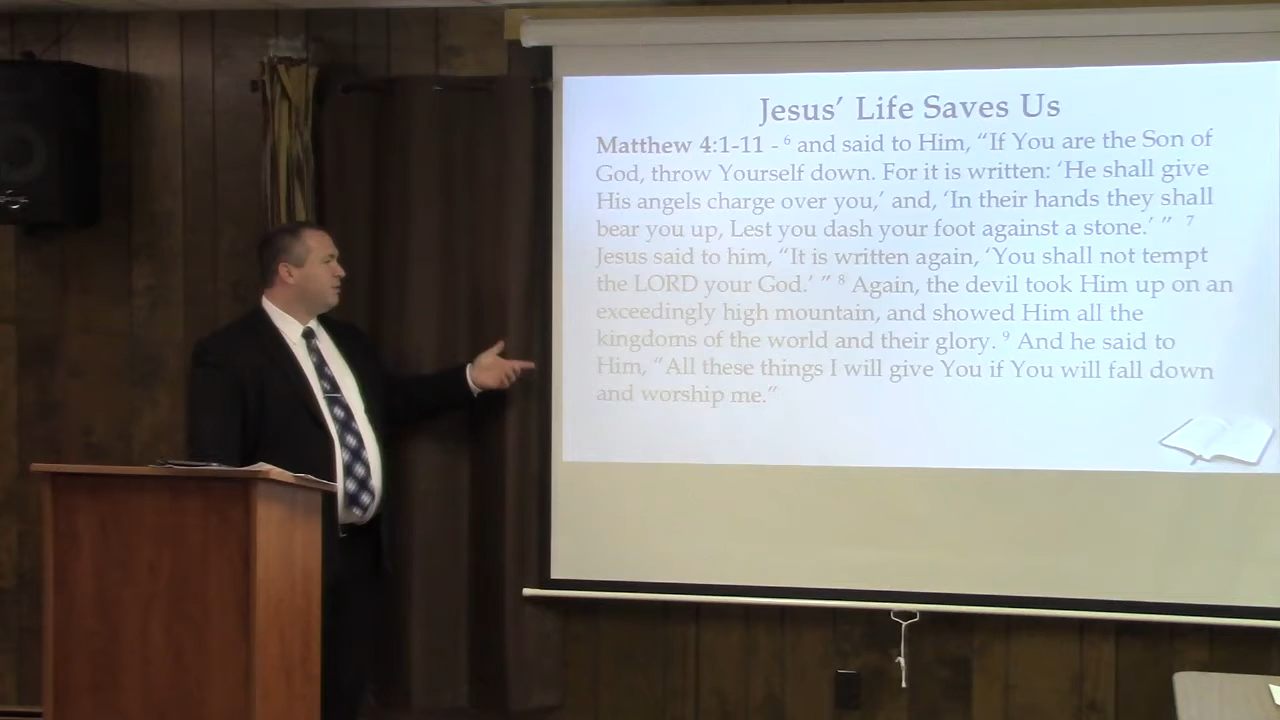 Jesus’ Life Saves Us
Matthew 4:1-11 - ⁶ and said to Him, “If You are the Son of
God, throw Yourself down. For it is written: ‘He shall give
His angels charge over you,’ and, ‘In their hands they shall
bear you up, Lest you dash your foot against a stone.’ ” ⁷
Jesus said to him, “It is written again, ‘You shall not tempt
the LORD your God.’ ” ⁸ Again, the devil took Him up on an
exceedingly high mountain, and showed Him all the
kingdoms of the world and their glory. ⁹ And he said to
Him, “All these things I will give You if You will fall down
and worship me.”